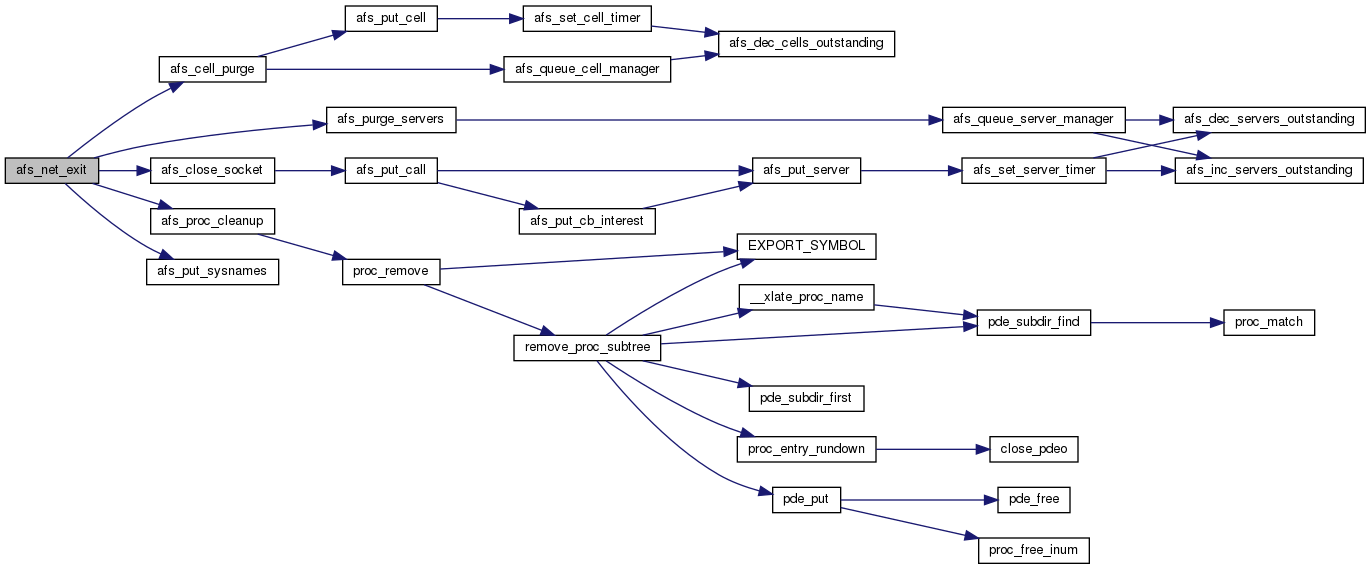 afs_put_cell
afs_set_cell_timer
afs_dec_cells_outstanding
afs_cell_purge
afs_queue_cell_manager
afs_purge_servers
afs_queue_server_manager
afs_dec_servers_outstanding
afs_net_exit
afs_close_socket
afs_put_call
afs_put_server
afs_set_server_timer
afs_inc_servers_outstanding
afs_proc_cleanup
afs_put_cb_interest
afs_put_sysnames
proc_remove
EXPORT_SYMBOL
__xlate_proc_name
pde_subdir_find
proc_match
remove_proc_subtree
pde_subdir_first
proc_entry_rundown
close_pdeo
pde_put
pde_free
proc_free_inum